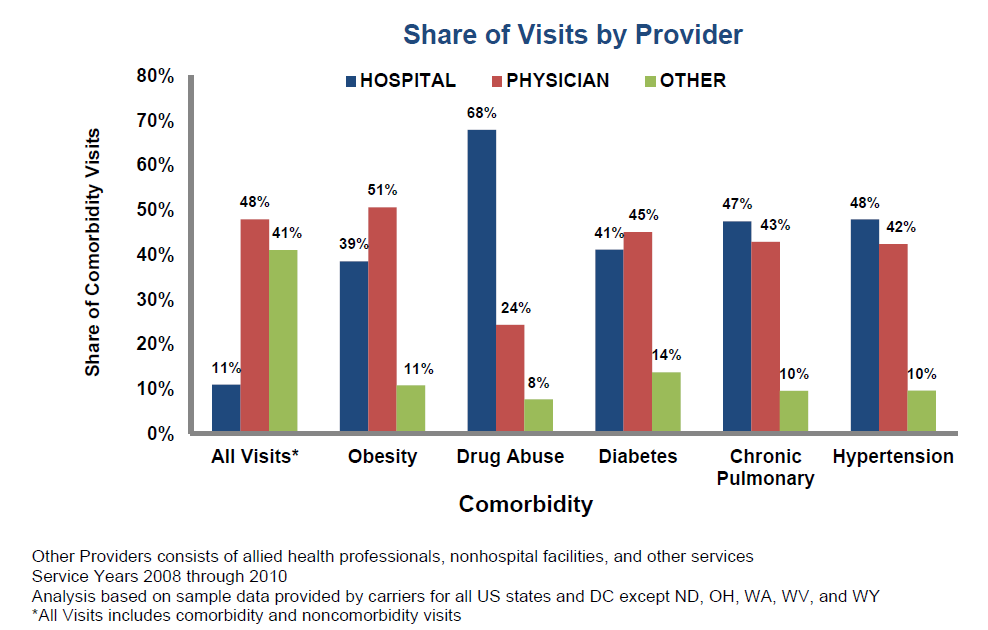 Share of Visits by Provider
HOSPITAL PHYSICIAN OTHER
Share of Comorbidity Visits
80%
70%
60%
50%
40%
30%
20%
10%
0%
11% 48% 41%
39% 51% 11%
68% 24% 8%
41% 45% 14%
47% 43% 10%
48% 42% 10%
All Visits* Obesity Drug Abuse Diabetes Chronic Hypertension
Pulmonary
Comorbidity
Other Providers consists of allied health professionals, nonhospital facilities, and other services
Service Years 2008 through 2010
Analysis based on sample data provided by carriers for all US states and DC except ND, OH, WA, WV, and WY
*All Visits includes comorbidity and noncomorbidity visits